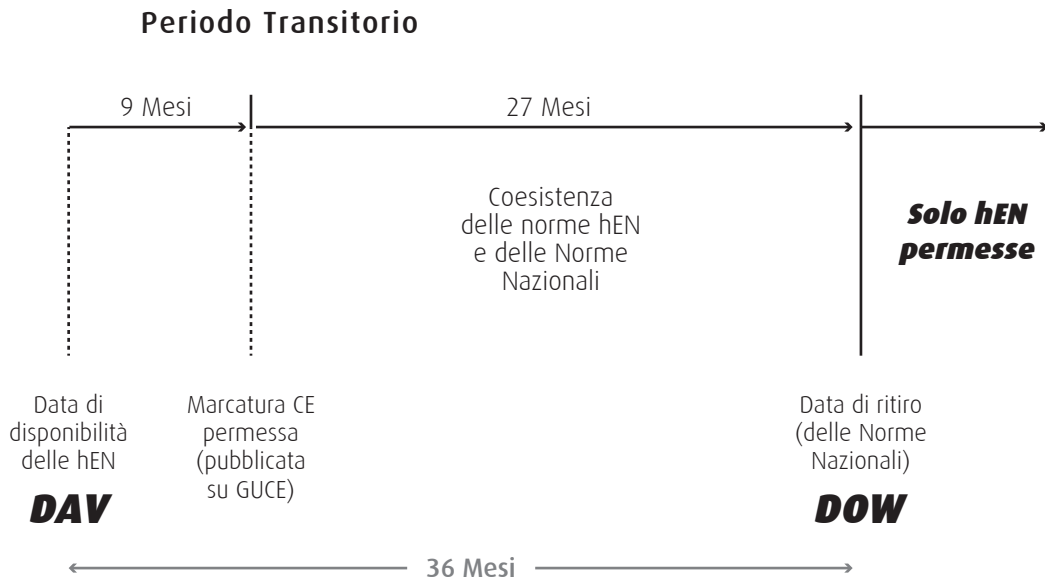 Periodo Transitorio
9 Mesi
27 Mesi
Coesistenza
delle norme hEN
e delle Norme
Nazionali
Solo hEN
permesse
Data di
disponibilità
delle hEN
DAV
Marcatura CE
permessa
(pubblicata
su GUCE)
Data di ritiro
(delle Norme
Nazionali)
DOW
36 Mesi